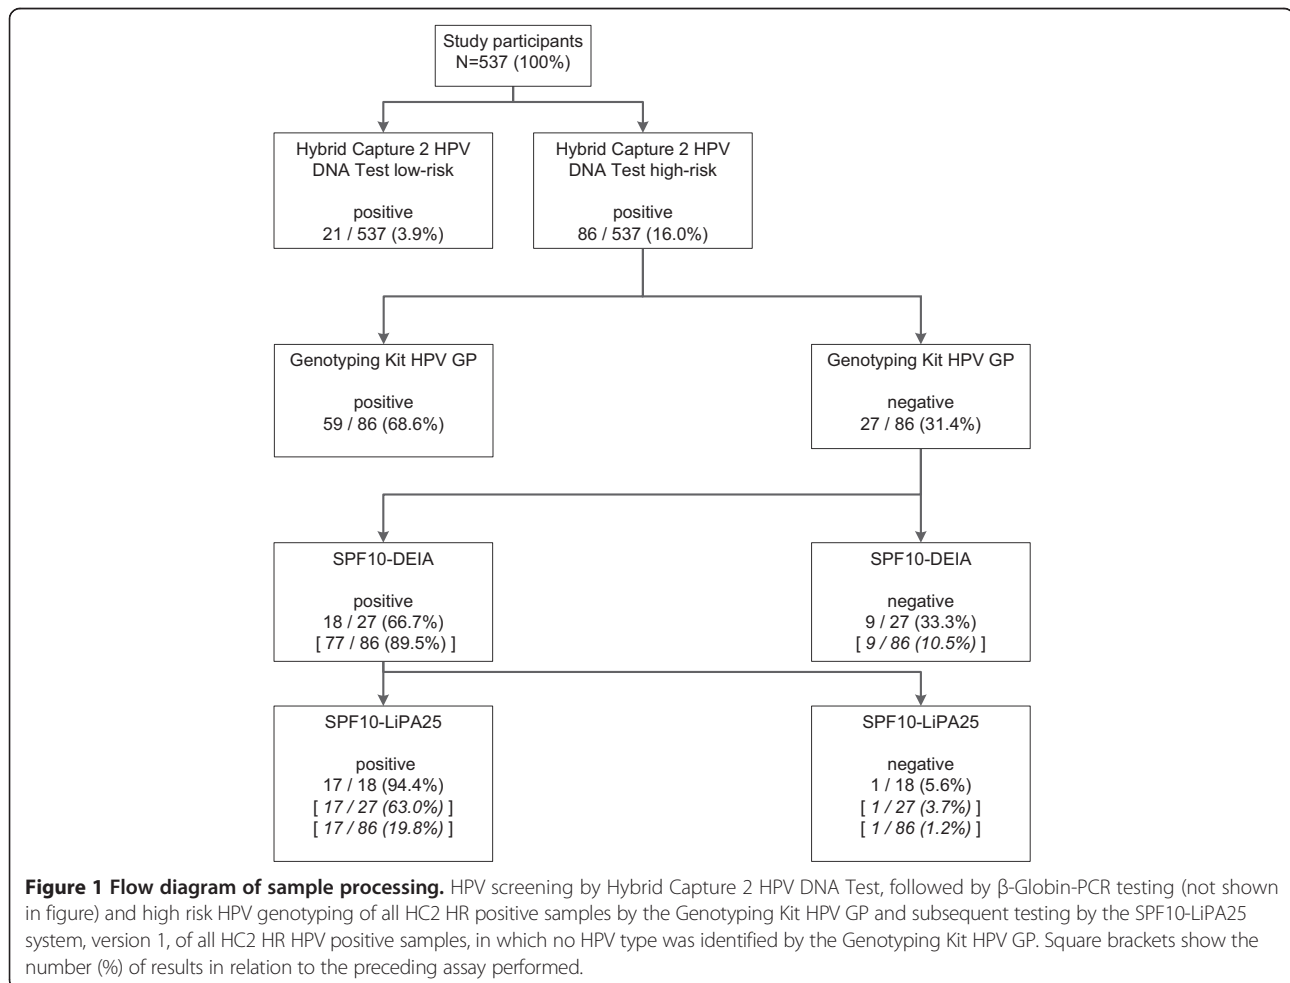 Study participants
N=537 (100%)
Hybrid Capture 2 HPV
DNA Test low-risk
positive
21 / 537 (3.9%)
Hybrid Capture 2 HPV
DNA Test high-risk
positive
86 / 537 (16.0%)
Genotyping Kit HPV GP
positive
59 / 86 (68.6%)
Genotyping Kit HPV GP
negative
27 / 86 (31.4%)
SPF10-DEIA
positive
18 / 27 (66.7%)
[ 77 / 86 (89.5%) ]
SPF10-DEIA
negative
9 / 27 (33.3%)
[ 9 / 86 (10.5%) ]
SPF10-LiPA25
positive
17 / 18 (94.4%)
[ 17 / 27 (63.0%) ]
[ 17 / 86 (19.8%) ]
SPF10-LiPA25
negative
1 / 18 (5.6%)
[ 1 / 27 (3.7%) ]
[ 1 / 86 (1.2%) ]
Figure 1 Flow diagram of sample processing. HPV screening by Hybrid Capture 2 HPV DNA Test, followed by β-Globin-PCR testing (not shown
in figure) and high risk HPV genotyping of all HC2 HR positive samples by the Genotyping Kit HPV GP and subsequent testing by the SPF10-LiPA25
system, version 1, of all HC2 HR HPV positive samples, in which no HPV type was identified by the Genotyping Kit HPV GP. Square brackets show the
number (%) of results in relation to the preceding assay performed.